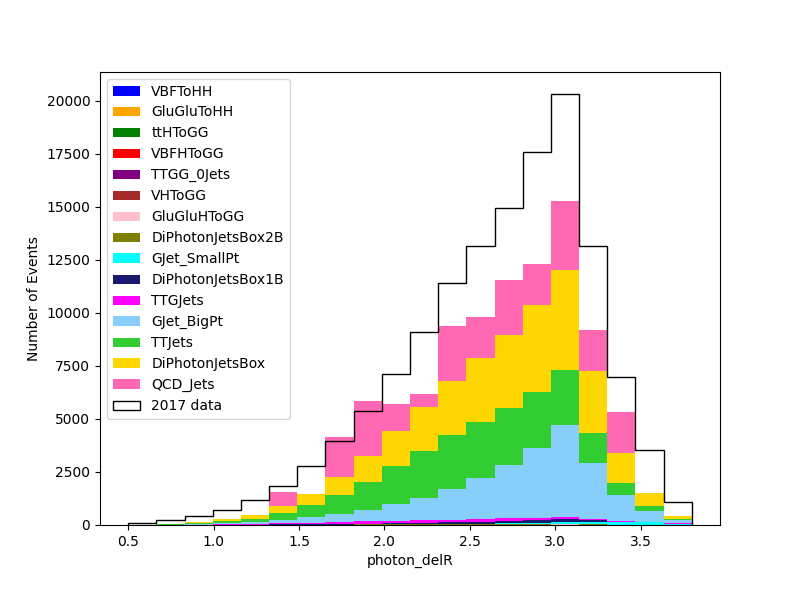 20000
17500
15000
12500
10000
7500
5000
2500
0
Number of Events
VBFToHH
GluGluToHH
ttHToGG
VBFHToGG
TTGG_0Jets
VHToGG
GluGluHToGG
DiPhotonJetsBox2B
GJet_SmallPt
DiPhotonJetsBox1B
TTGJets
GJet_BigPt
TTJets
DiPhotonJetsBox
QCD_Jets
2017 data
0.5 1.0 1.5 2.0 2.5 3.0 3.5
photon_delR